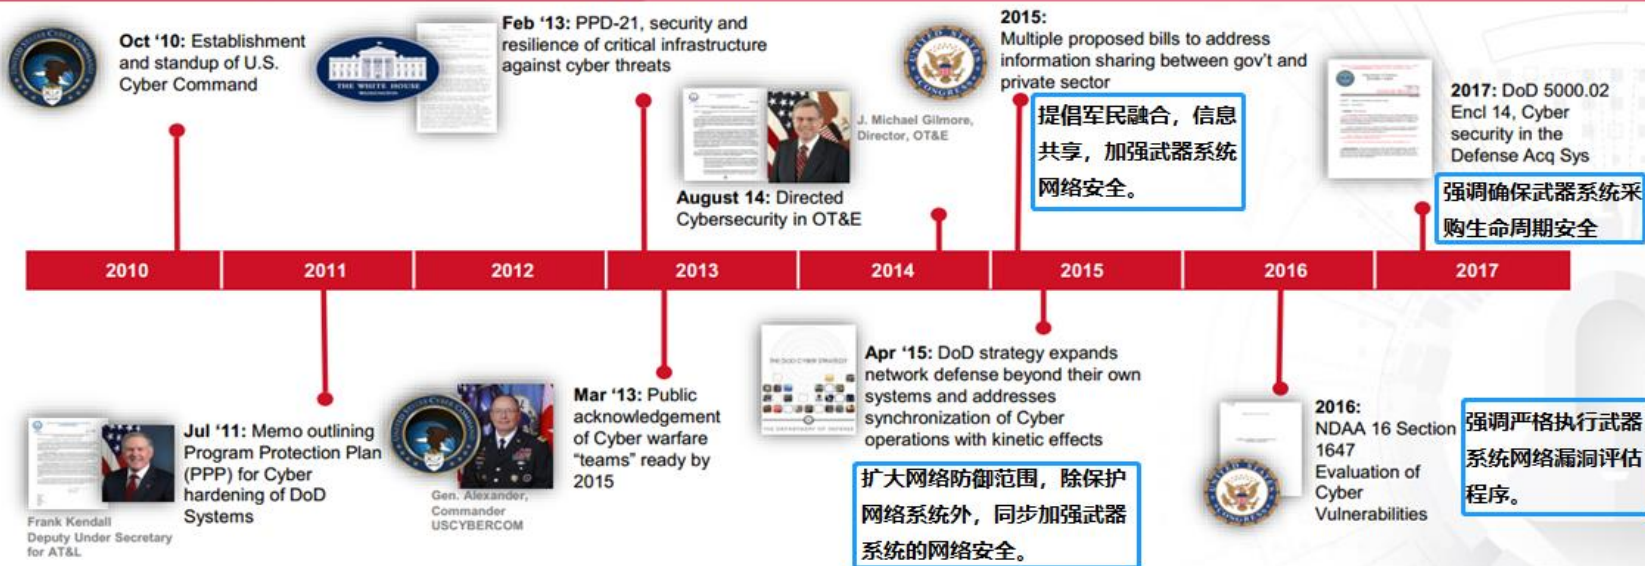 Oct ‘10: Establishment
and standup of U.S.
Cyber Command
THE WHITE HOUSE
WASHINGTON
Feb ‘13: PPD-21, security and
resilience of critical infrastructure
against cyber threats
J. Michael Gilmore,
Director, OT&E
August 14: Directed
Cybersecurity in OT&E
2015:
Multiple proposed bills to address
information sharing between gov’t and
private sector
提倡军民融合，信息
共享，加强武器系统
网络安全。
2017: DoD 5000.02
Encl 14, Cyber
security in the
Defense Acq Sys
强调确保武器系统采
购生命周期安全
2010
2011
2012
2013
2014
2015
2016
2017
Frank Kendall
Deputy Under Secretary
for AT&L
Jul ‘11: Memo outlining
Program Protection Plan
(PPP) for Cyber
hardening of DoD
Systems
Gen. Alexander,
Commander
USCYBERCOM
Mar ‘13: Public
acknowledgement
of Cyber warfare
“teams” ready by
2015
THE DOD CYBER STRATEGY
THE DEPARTMENT OF DEFENSE
Apr ‘15: DoD strategy expands
network defense beyond their own
systems and addresses
synchronization of Cyber
operations with kinetic effects
扩大网络防御范围，除保护
网络系统外，同步加强武器
系统的网络安全。
2016:
NDAA 16 Section
1647
Evaluation of
Cyber
Vulnerabilities
强调严格执行武器
系统网络漏洞评估
程序。